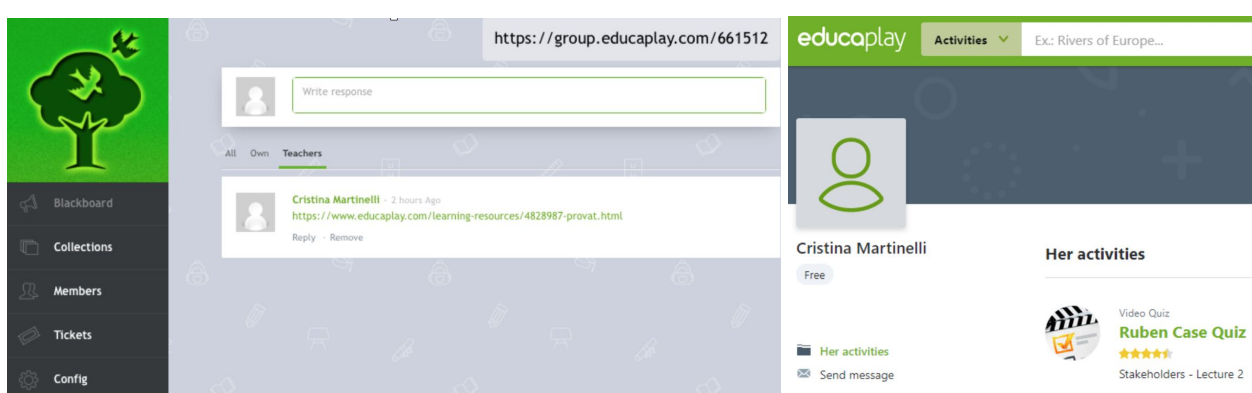 https://group.educaplay.com/661512
Write response
All Own Teachers
Cristina Martinelli - 2 hours Ago
https://www.educaplay.com/learning-resources/4828987-provat.html
Reply - Remove
Blackboard
Collections
Members
Tickets
Config
educaplay
Activities
Ex.: Rivers of Europe...
Cristina Martinelli
Free
Her activities
Send message
Her activities
Video Quiz
Ruben Case Quiz
Stakeholders - Lecture 2